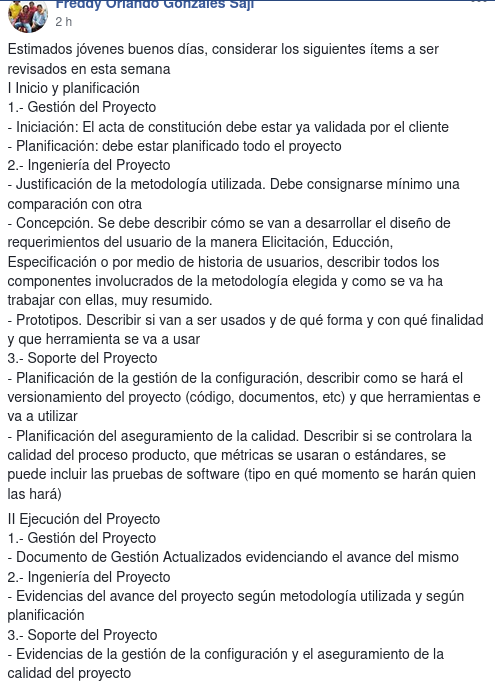 Freddy Orlando Gonzales Saji
2 h
Estimados jóvenes buenos días, considerar los siguientes ítems a ser
revisados en esta semana
I Inicio y planificación
1.- Gestión del Proyecto
- Iniciación: El acta de constitución debe estar ya validada por el cliente
- Planificación: debe estar planificado todo el proyecto
2.- Ingeniería del Proyecto
- Justificación de la metodología utilizada. Debe consignarse mínimo una
comparación con otra
- Concepción. Se debe describir cómo se van a desarrollar el diseño de
requerimientos del usuario de la manera Elicitación, Educción,
Especificación o por medio de historia de usuarios, describir todos los
componentes involucrados de la metodología elegida y como se va ha
trabajar con ellas, muy resumido.
- Prototipos. Describir si van a ser usados y de qué forma y con qué finalidad
y que herramienta se va a usar
3.- Soporte del Proyecto
- Planificación de la gestión de la configuración, describir como se hará el
versionamiento del proyecto (código, documentos, etc) y que herramientas e
va a utilizar
- Planificación del aseguramiento de la calidad. Describir si se controlara la
calidad del proceso producto, que métricas se usaran o estándares, se
puede incluir las pruebas de software (tipo en qué momento se harán quien
las hará)
II Ejecución del Proyecto
1.- Gestión del Proyecto
- Documento de Gestión Actualizados evidenciando el avance del mismo
2.- Ingeniería del Proyecto
- Evidencias del avance del proyecto según metodología utilizada y según
planificación
3.- Soporte del Proyecto
- Evidencias de la gestión de la configuración y el aseguramiento de la
calidad del proyecto